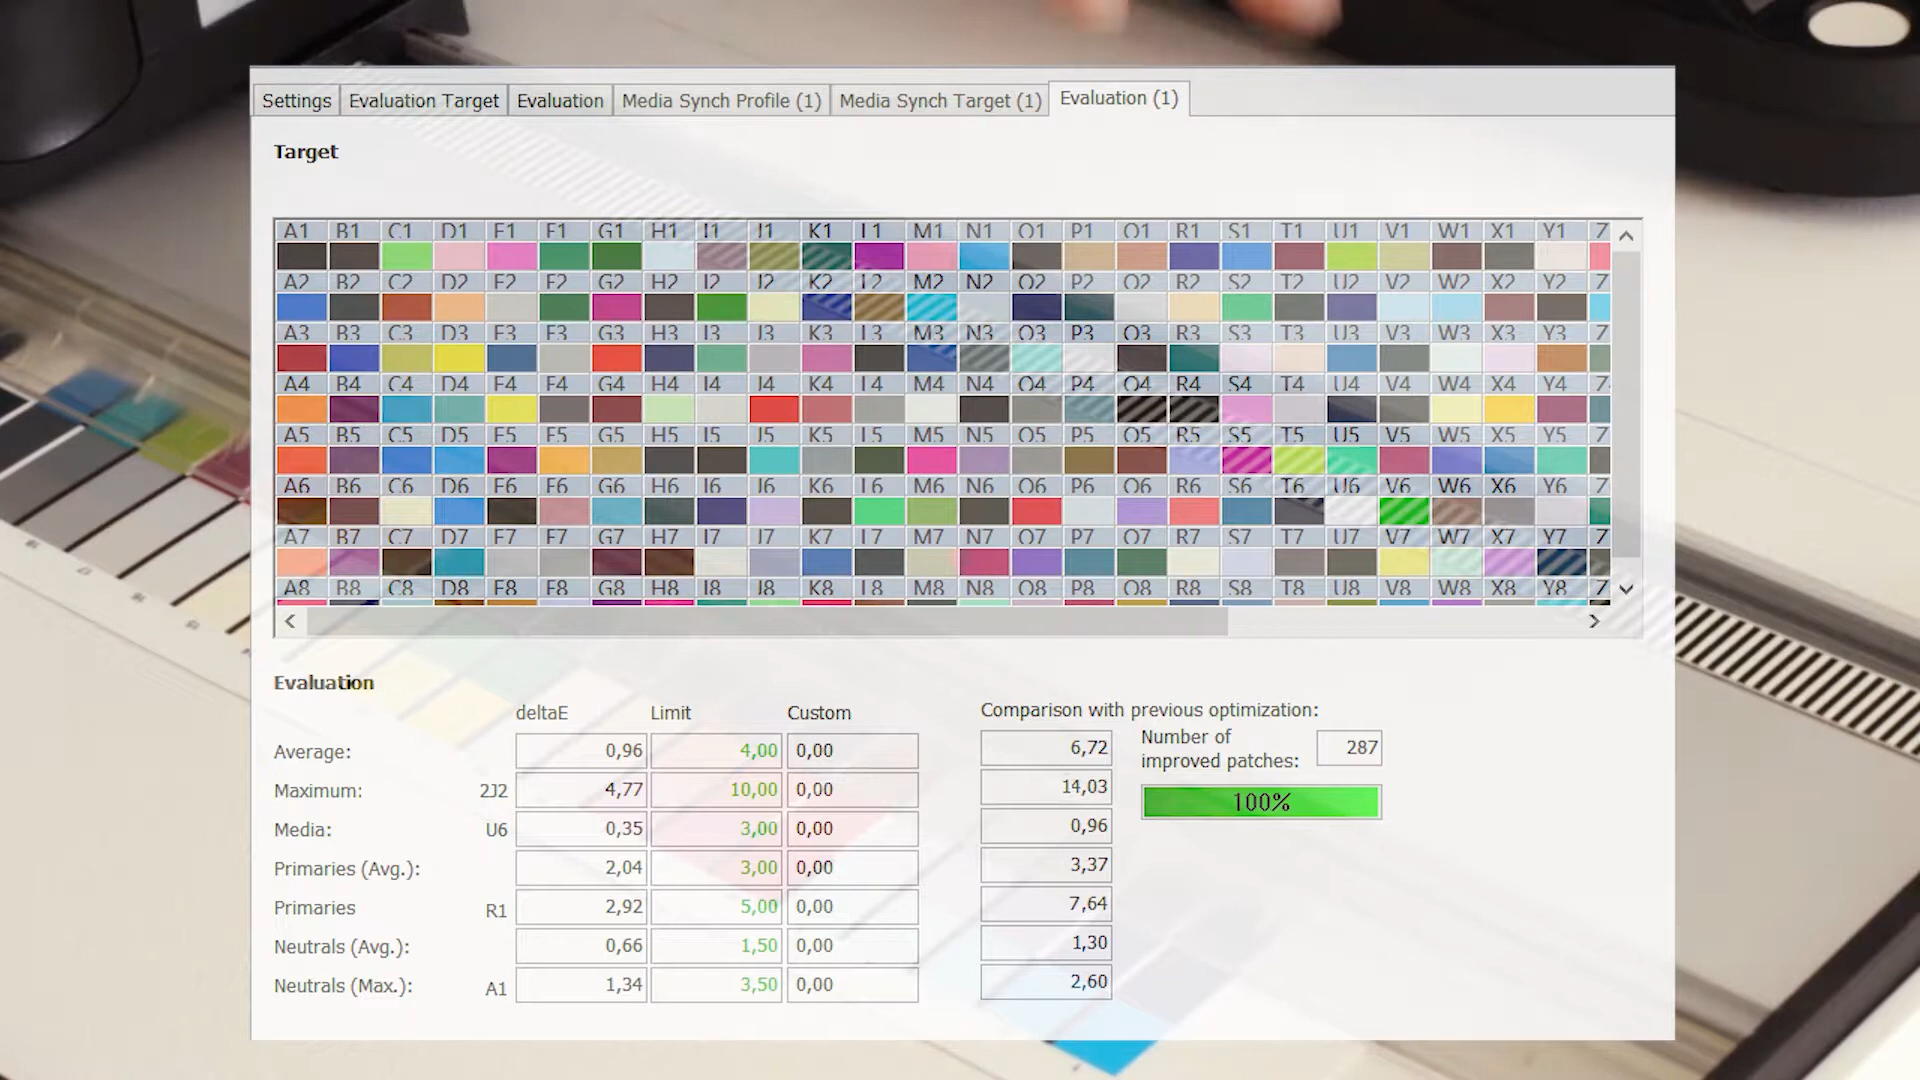 Settings Evaluation Target Evaluation Media Synch Profile (1) Media Synch Target (1) Evaluation (1)
Target
A1 B1 C1 D1 E1 F1 G1 H1 I1 J1 K1 L1 M1 N1 O1 P1 Q1 R1 S1 T1 U1 V1 W1 X1 Y1 Z
A2 B2 C2 D2 E2 F2 G2 H2 I2 J2 K2 L2 M2 N2 O2 P2 Q2 R2 S2 T2 U2 V2 W2 X2 Y2 Z
A3 B3 C3 D3 E3 F3 G3 H3 I3 J3 K3 L3 M3 N3 O3 P3 Q3 R3 S3 T3 U3 V3 W3 X3 Y3 Z
A4 B4 C4 D4 E4 F4 G4 H4 I4 J4 K4 L4 M4 N4 O4 P4 Q4 R4 S4 T4 U4 V4 W4 X4 Y4 Z
A5 B5 C5 D5 E5 F5 G5 H5 I5 J5 K5 L5 M5 N5 O5 P5 Q5 R5 S5 T5 U5 V5 W5 X5 Y5 Z
A6 B6 C6 D6 E6 F6 G6 H6 I6 J6 K6 L6 M6 N6 O6 P6 Q6 R6 S6 T6 U6 V6 W6 X6 Y6 Z
A7 B7 C7 D7 E7 F7 G7 H7 I7 J7 K7 L7 M7 N7 O7 P7 Q7 R7 S7 T7 U7 V7 W7 X7 Y7 Z
A8 B8 C8 D8 E8 F8 G8 H8 I8 J8 K8 L8 M8 N8 O8 P8 Q8 R8 S8 T8 U8 V8 W8 X8 Y8 Z
Evaluation
deltaE Limit Custom Comparison with previous optimization:
Average: 0,96 4,00 0,00 6,72 Number of
improved patches: 287
Maximum: 2J2 4,77 10,00 0,00 14,03 100%
Media: U6 0,35 3,00 0,00 0,96
Primaries (Avg.): 2,04 3,00 0,00 3,37
Primaries R1 2,92 5,00 0,00 7,64
Neutrals (Avg.): 0,66 1,50 0,00 1,30
Neutrals (Max.): A1 1,34 3,50 0,00 2,60